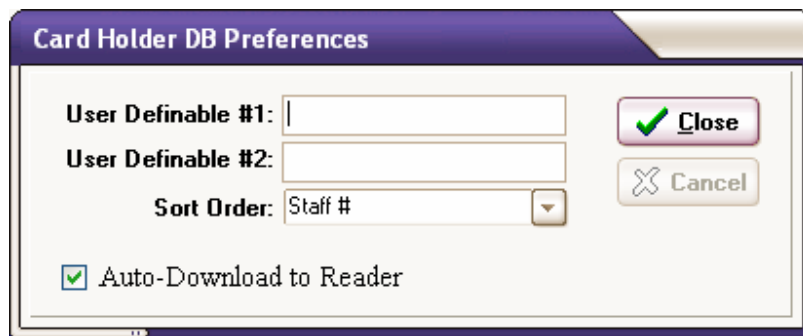 Card Holder DB Preferences
User Definable #1:
Close
User Definable #2:
Cancel
Sort Order: Staff #
Auto-Download to Reader